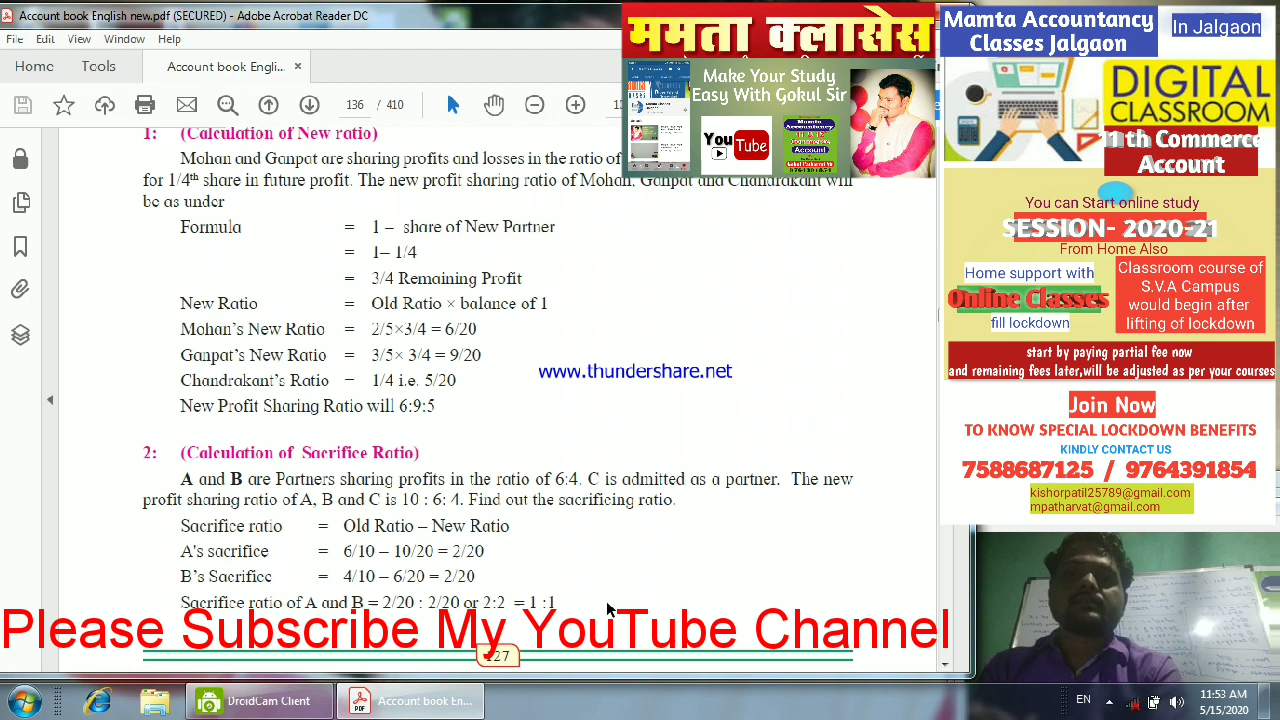 Account book English new.pdf (SECURED) - Adobe Acrobat Reader DC
File Edit View Window Help
Home Tools Account book Engli... ×
136 / 410
1: (Calculation of New ratio)
Mohan and Ganpat are sharing profits and losses in the ratio of
for 1/4th share in future profit. The new profit sharing ratio of Mohan, Ganpat and Chandrakant will
be as under
Formula = 1 – share of New Partner
= 1– 1/4
= 3/4 Remaining Profit
New Ratio = Old Ratio × balance of 1
Mohan's New Ratio = 2/5×3/4 = 6/20
Ganpat's New Ratio = 3/5× 3/4 = 9/20
Chandrakant's Ratio = 1/4 i.e. 5/20
New Profit Sharing Ratio will 6:9:5
www.thundershare.net
2: (Calculation of Sacrifice Ratio)
A and B are Partners sharing profits in the ratio of 6:4. C is admitted as a partner. The new
profit sharing ratio of A, B and C is 10 : 6: 4. Find out the sacrificing ratio.
Sacrifice ratio = Old Ratio – New Ratio
A's sacrifice = 6/10 – 10/20 = 2/20
B's Sacrifice = 4/10 – 6/20 = 2/20
Sacrifice ratio of A and B = 2/20 : 2/20 or 2:2 = 1 :1
Please Subscribe My YouTube Channel
127
ममता क्लासेस
Make Your Study
Easy With Gokul Sir
You Tube
Mamta
Accountancy
Account
Mamta Accountancy
Classes Jalgaon
In Jalgaon
DIGITAL
CLASSROOM
11th Commerce
Account
You can Start online study
SESSION- 2020-21
From Home Also
Home support with
Online Classes
fill lockdown
Classroom course of
S.V.A Campus
would begin after
lifting of lockdown
start by paying partial fee now
and remaining fees later,will be adjusted as per your courses
Join Now
TO KNOW SPECIAL LOCKDOWN BENEFITS
KINDLY CONTACT US
7588687125 / 9764391854
kishorpatil25789@gmail.com
mpatharvat@gmail.com
DroidCam Client
Account book En...
EN
11:53 AM
5/15/2020